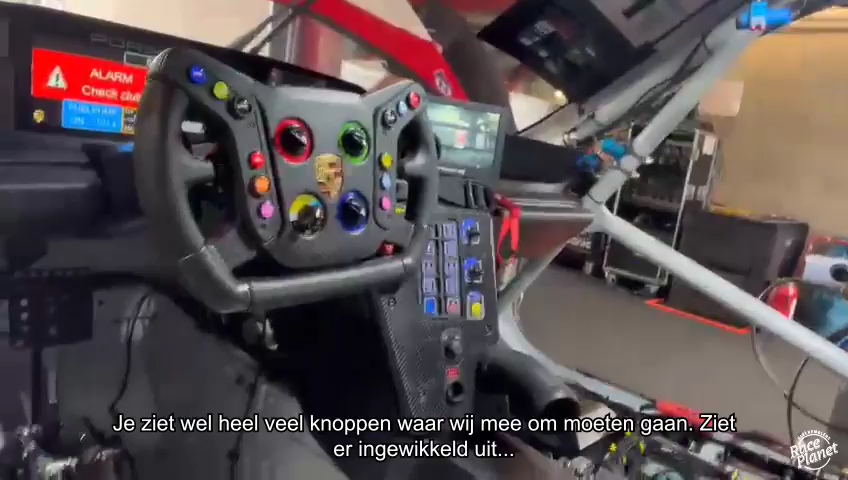 PORSCHE
ALARM
Check
Je ziet wel heel veel knoppen waar wij mee om moeten gaan. Ziet
er ingewikkeld uit...
Race
Planet